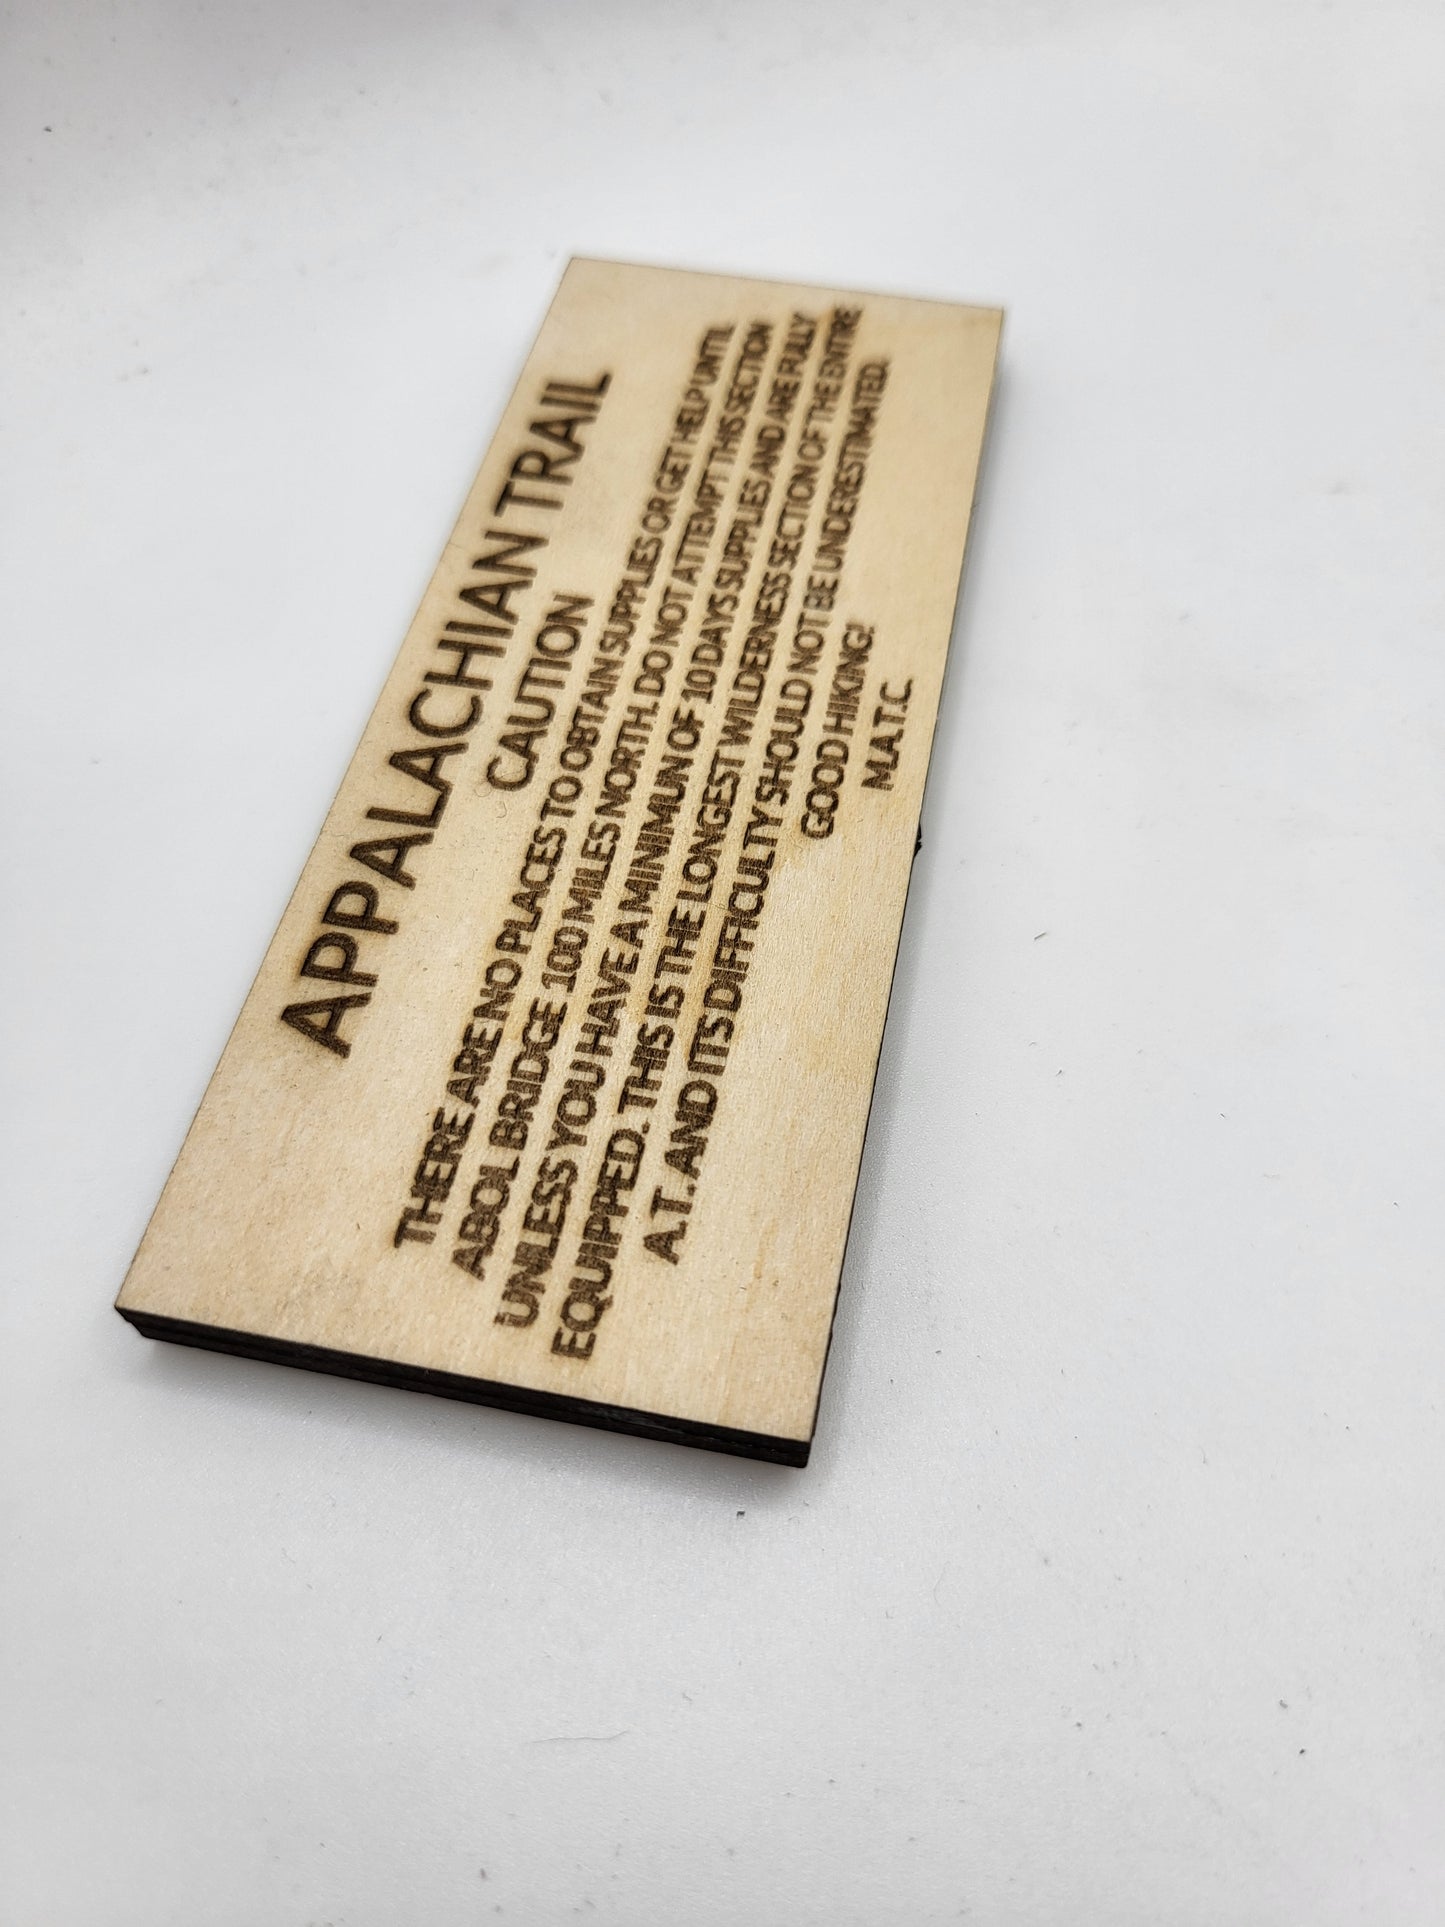 APPALACHIAN TRAIL
CAUTION
THERE ARE NO PLACES TO OBTAIN SUPPLIES OR GET HELP UNTIL
ABOL BRIDGE 100 MILES NORTH. DO NOT ATTEMPT THIS SECTION
UNLESS YOU HAVE A MINIMUN OF 10 DAYS SUPPLIES AND ARE FULLY
EQUIPPED. THIS IS THE LONGEST WILDERNESS SECTION OF THE ENTIRE
A.T. AND ITS DIFFICULTY SHOULD NOT BE UNDERESTIMATED.
GOOD HIKING!
M.A.T.C.